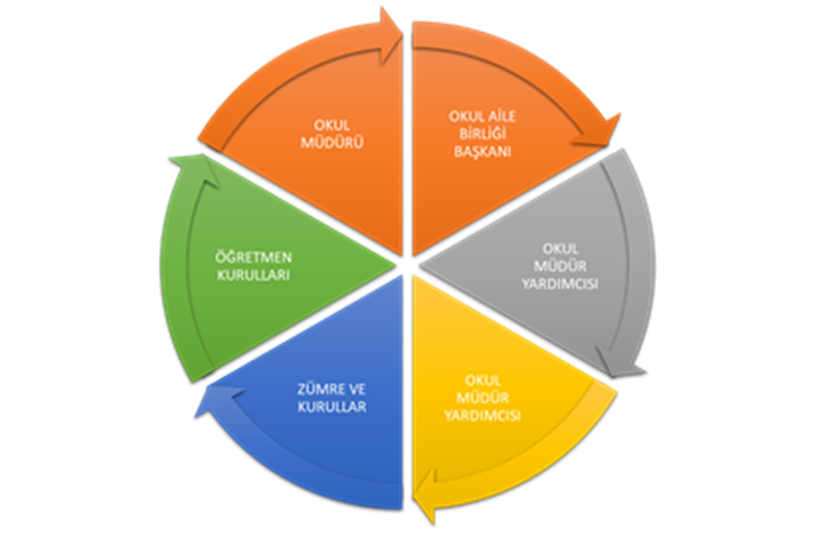 OKUL
MÜDÜRÜ
OKUL AİLE
BİRLİĞİ
BAŞKANI
OKUL
MÜDÜR
YARDIMCISI
OKUL
MÜDÜR
YARDIMCISI
ZÜMRE VE
KURULLAR
ÖĞRETMEN
KURULLARI